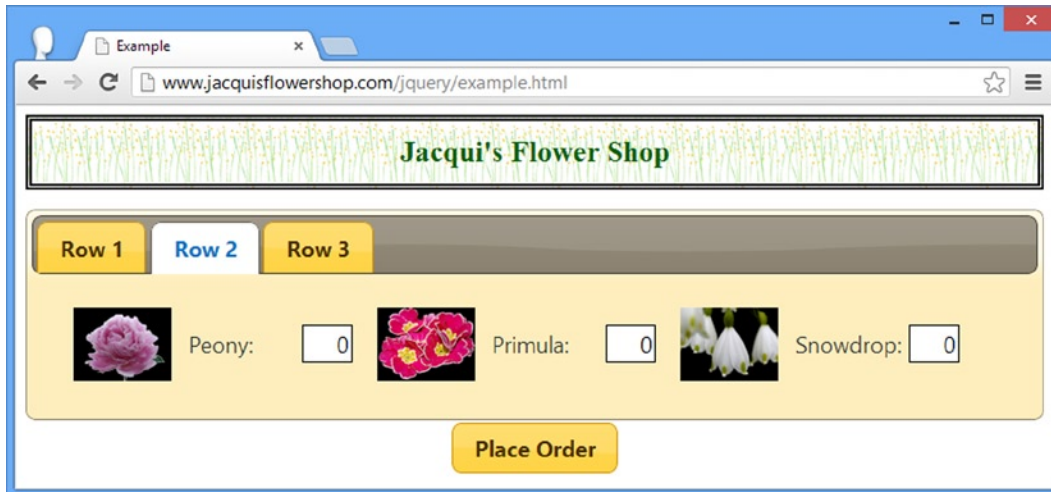 Example
www.jacquisflowershop.com/jquery/example.html
Jacqui's Flower Shop
Row 1 Row 2 Row 3
Peony: 0 Primula: 0 Snowdrop: 0
Place Order